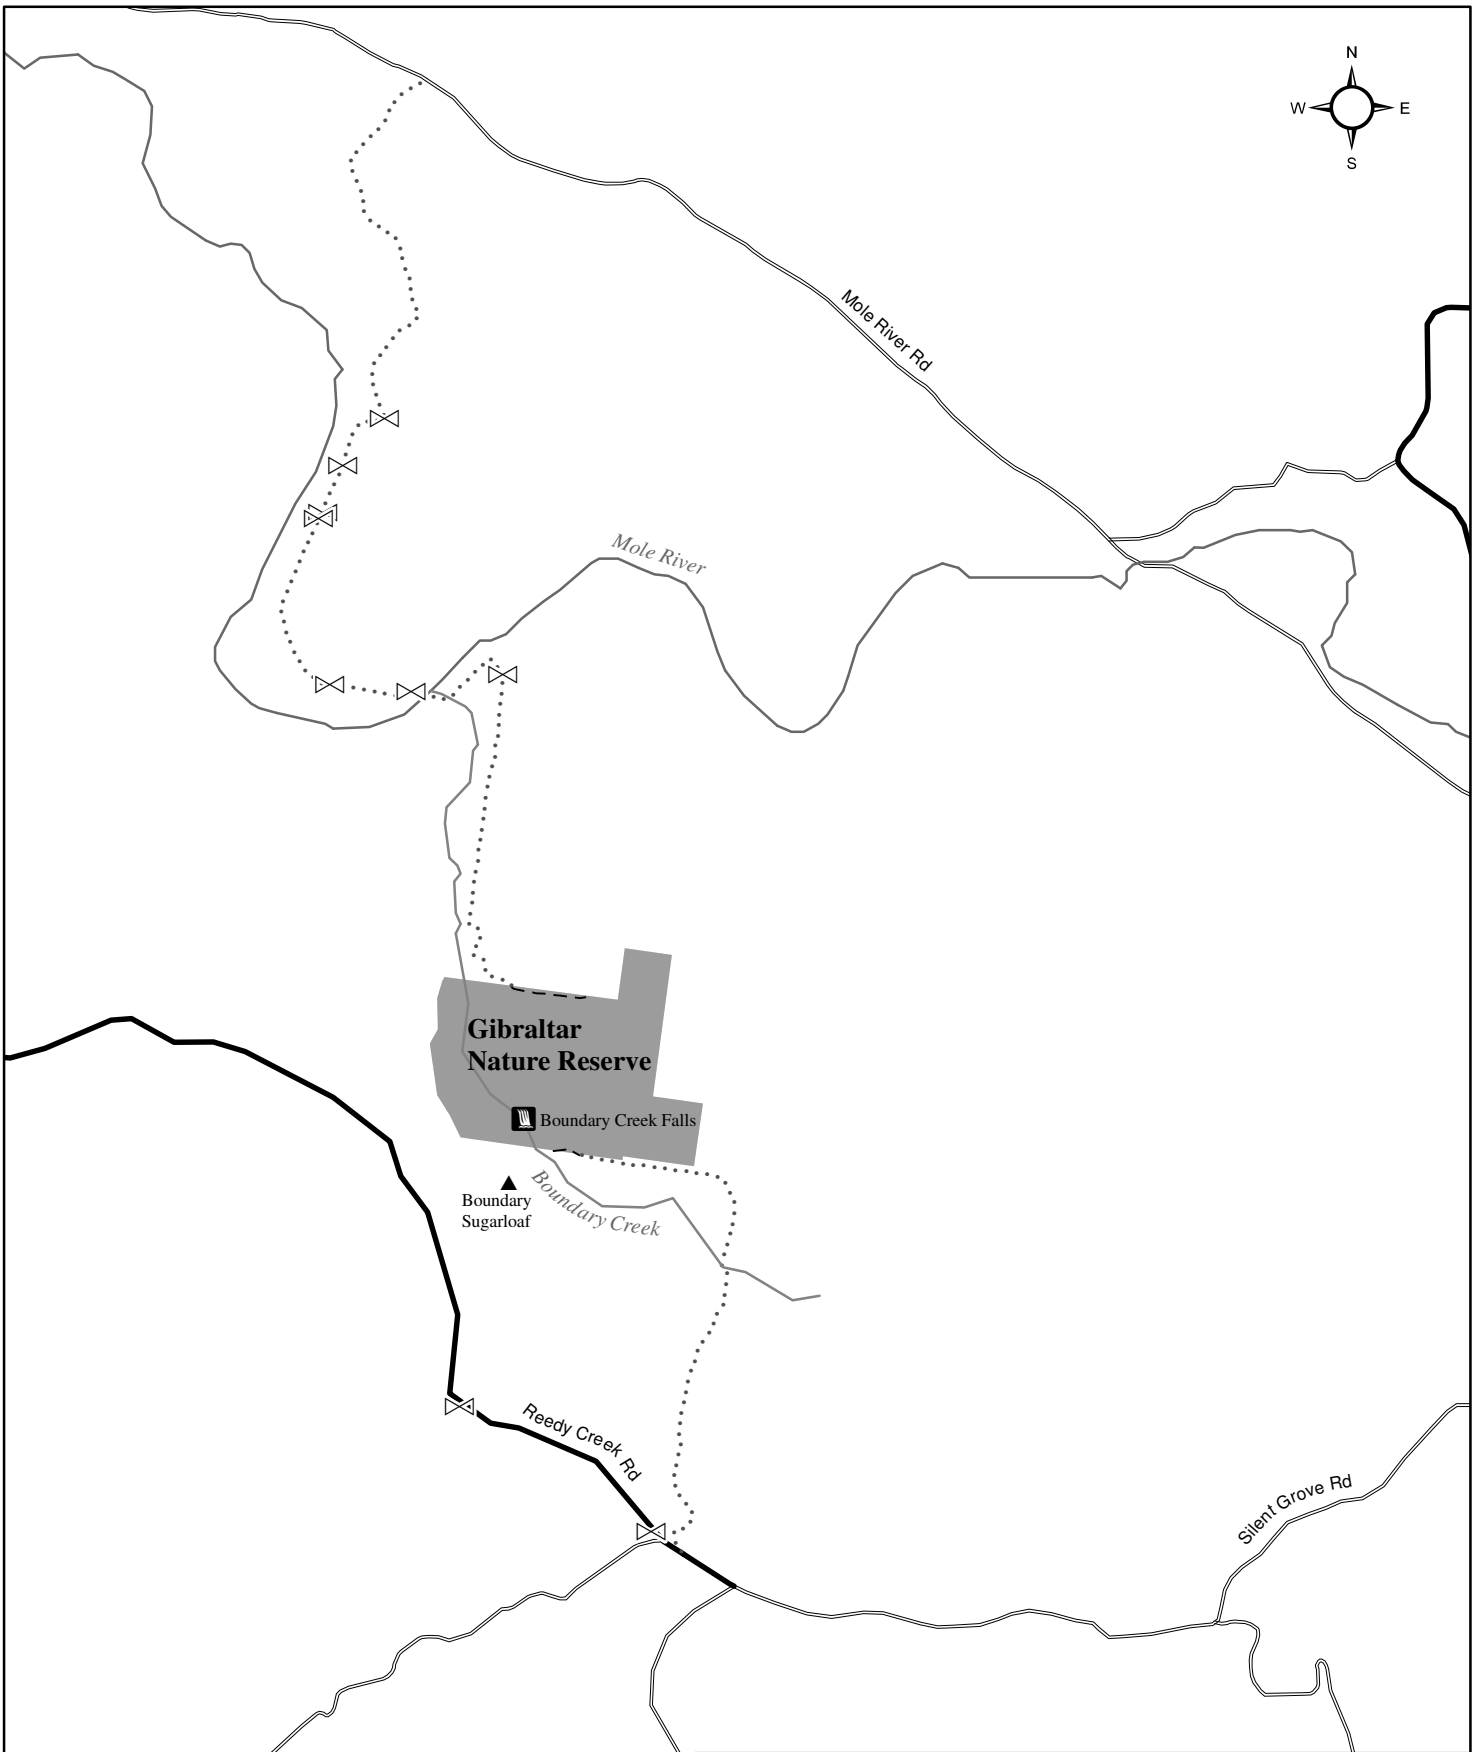 N
W E
S
Mole River Rd
Mole River
Gibraltar
Nature Reserve
Boundary Creek Falls
Boundary
Sugarloaf
Boundary Creek
Reedy Creek Rd
Silent Grove Rd